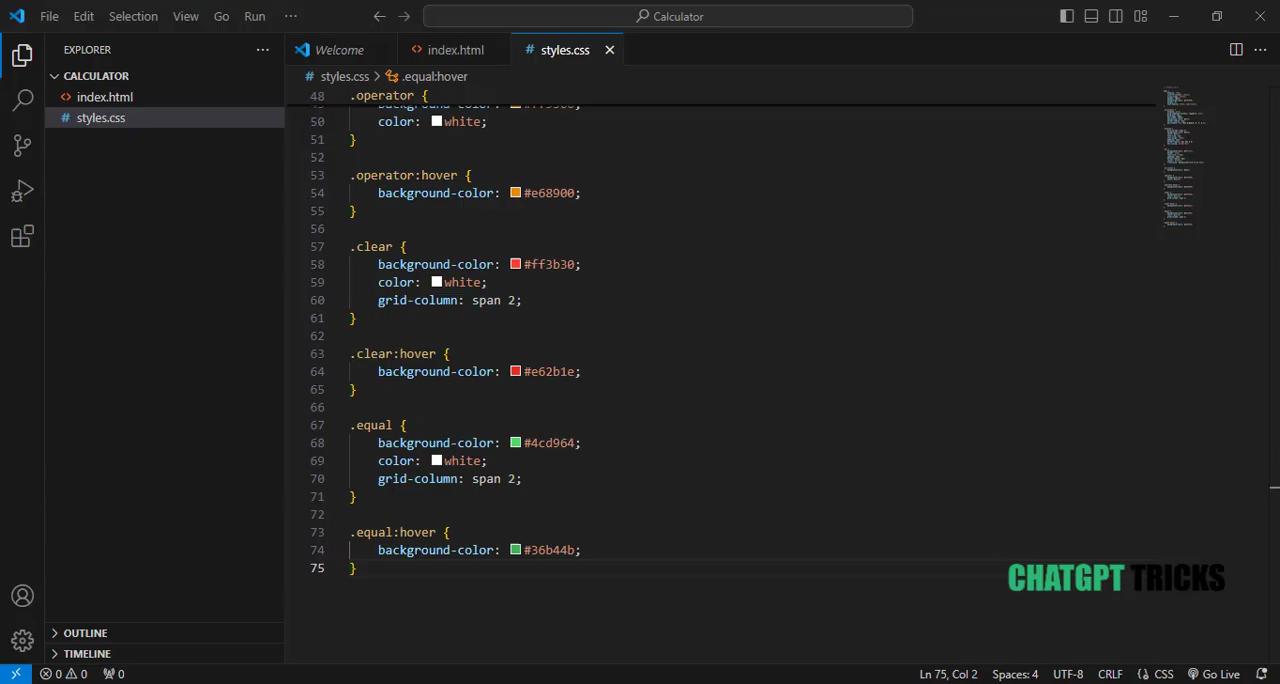 File Edit Selection View Go Run ···
Calculator
EXPLORER ···
CALCULATOR
<> index.html
# styles.css
OUTLINE
TIMELINE
Welcome <> index.html # styles.css
# styles.css > .equal:hover
48 .operator {
50 color: white;
51 }
52
53 .operator:hover {
54 background-color: #e68900;
55 }
56
57 .clear {
58 background-color: #ff3b30;
59 color: white;
60 grid-column: span 2;
61 }
62
63 .clear:hover {
64 background-color: #e62b1e;
65 }
66
67 .equal {
68 background-color: #4cd964;
69 color: white;
70 grid-column: span 2;
71 }
72
73 .equal:hover {
74 background-color: #36b44b;
75 }
CHATGPT TRICKS
0 0 0 Ln 75, Col 2 Spaces: 4 UTF-8 CRLF {} CSS Go Live